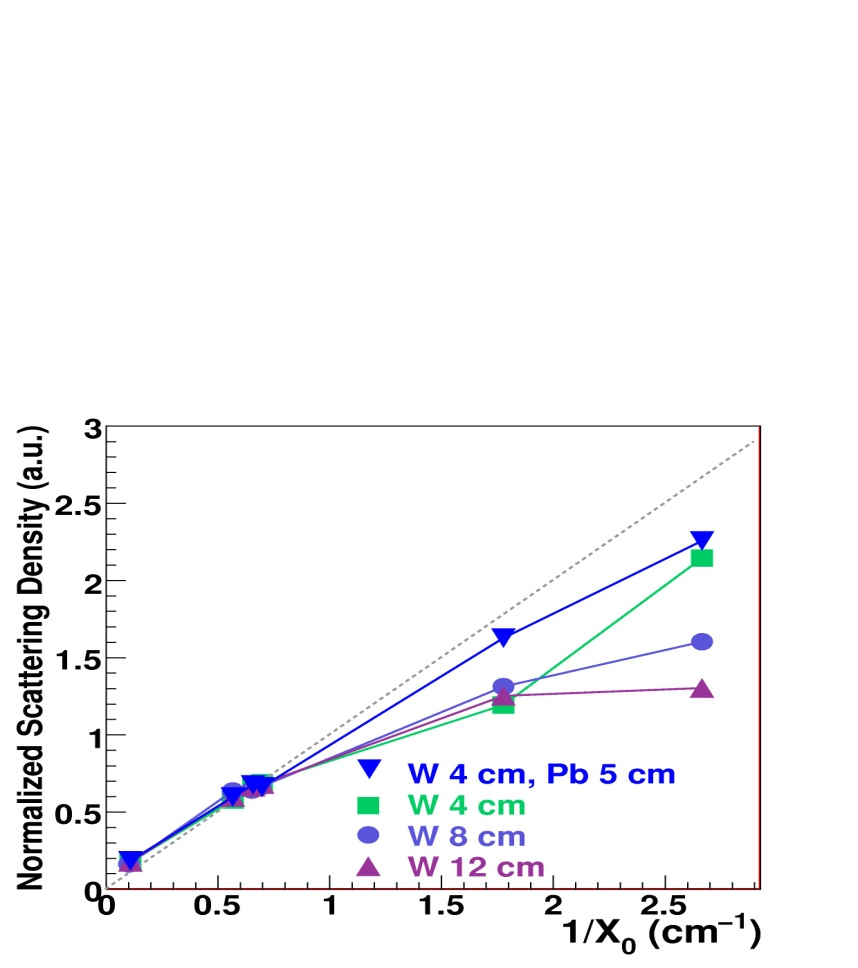 Normalized Scattering Density (a.u.)
3
2.5
2
1.5
1
0.5
0
W 4 cm, Pb 5 cm
W 4 cm
W 8 cm
W 12 cm
0 0.5 1 1.5 2 2.5
1/X₀ (cm⁻¹)